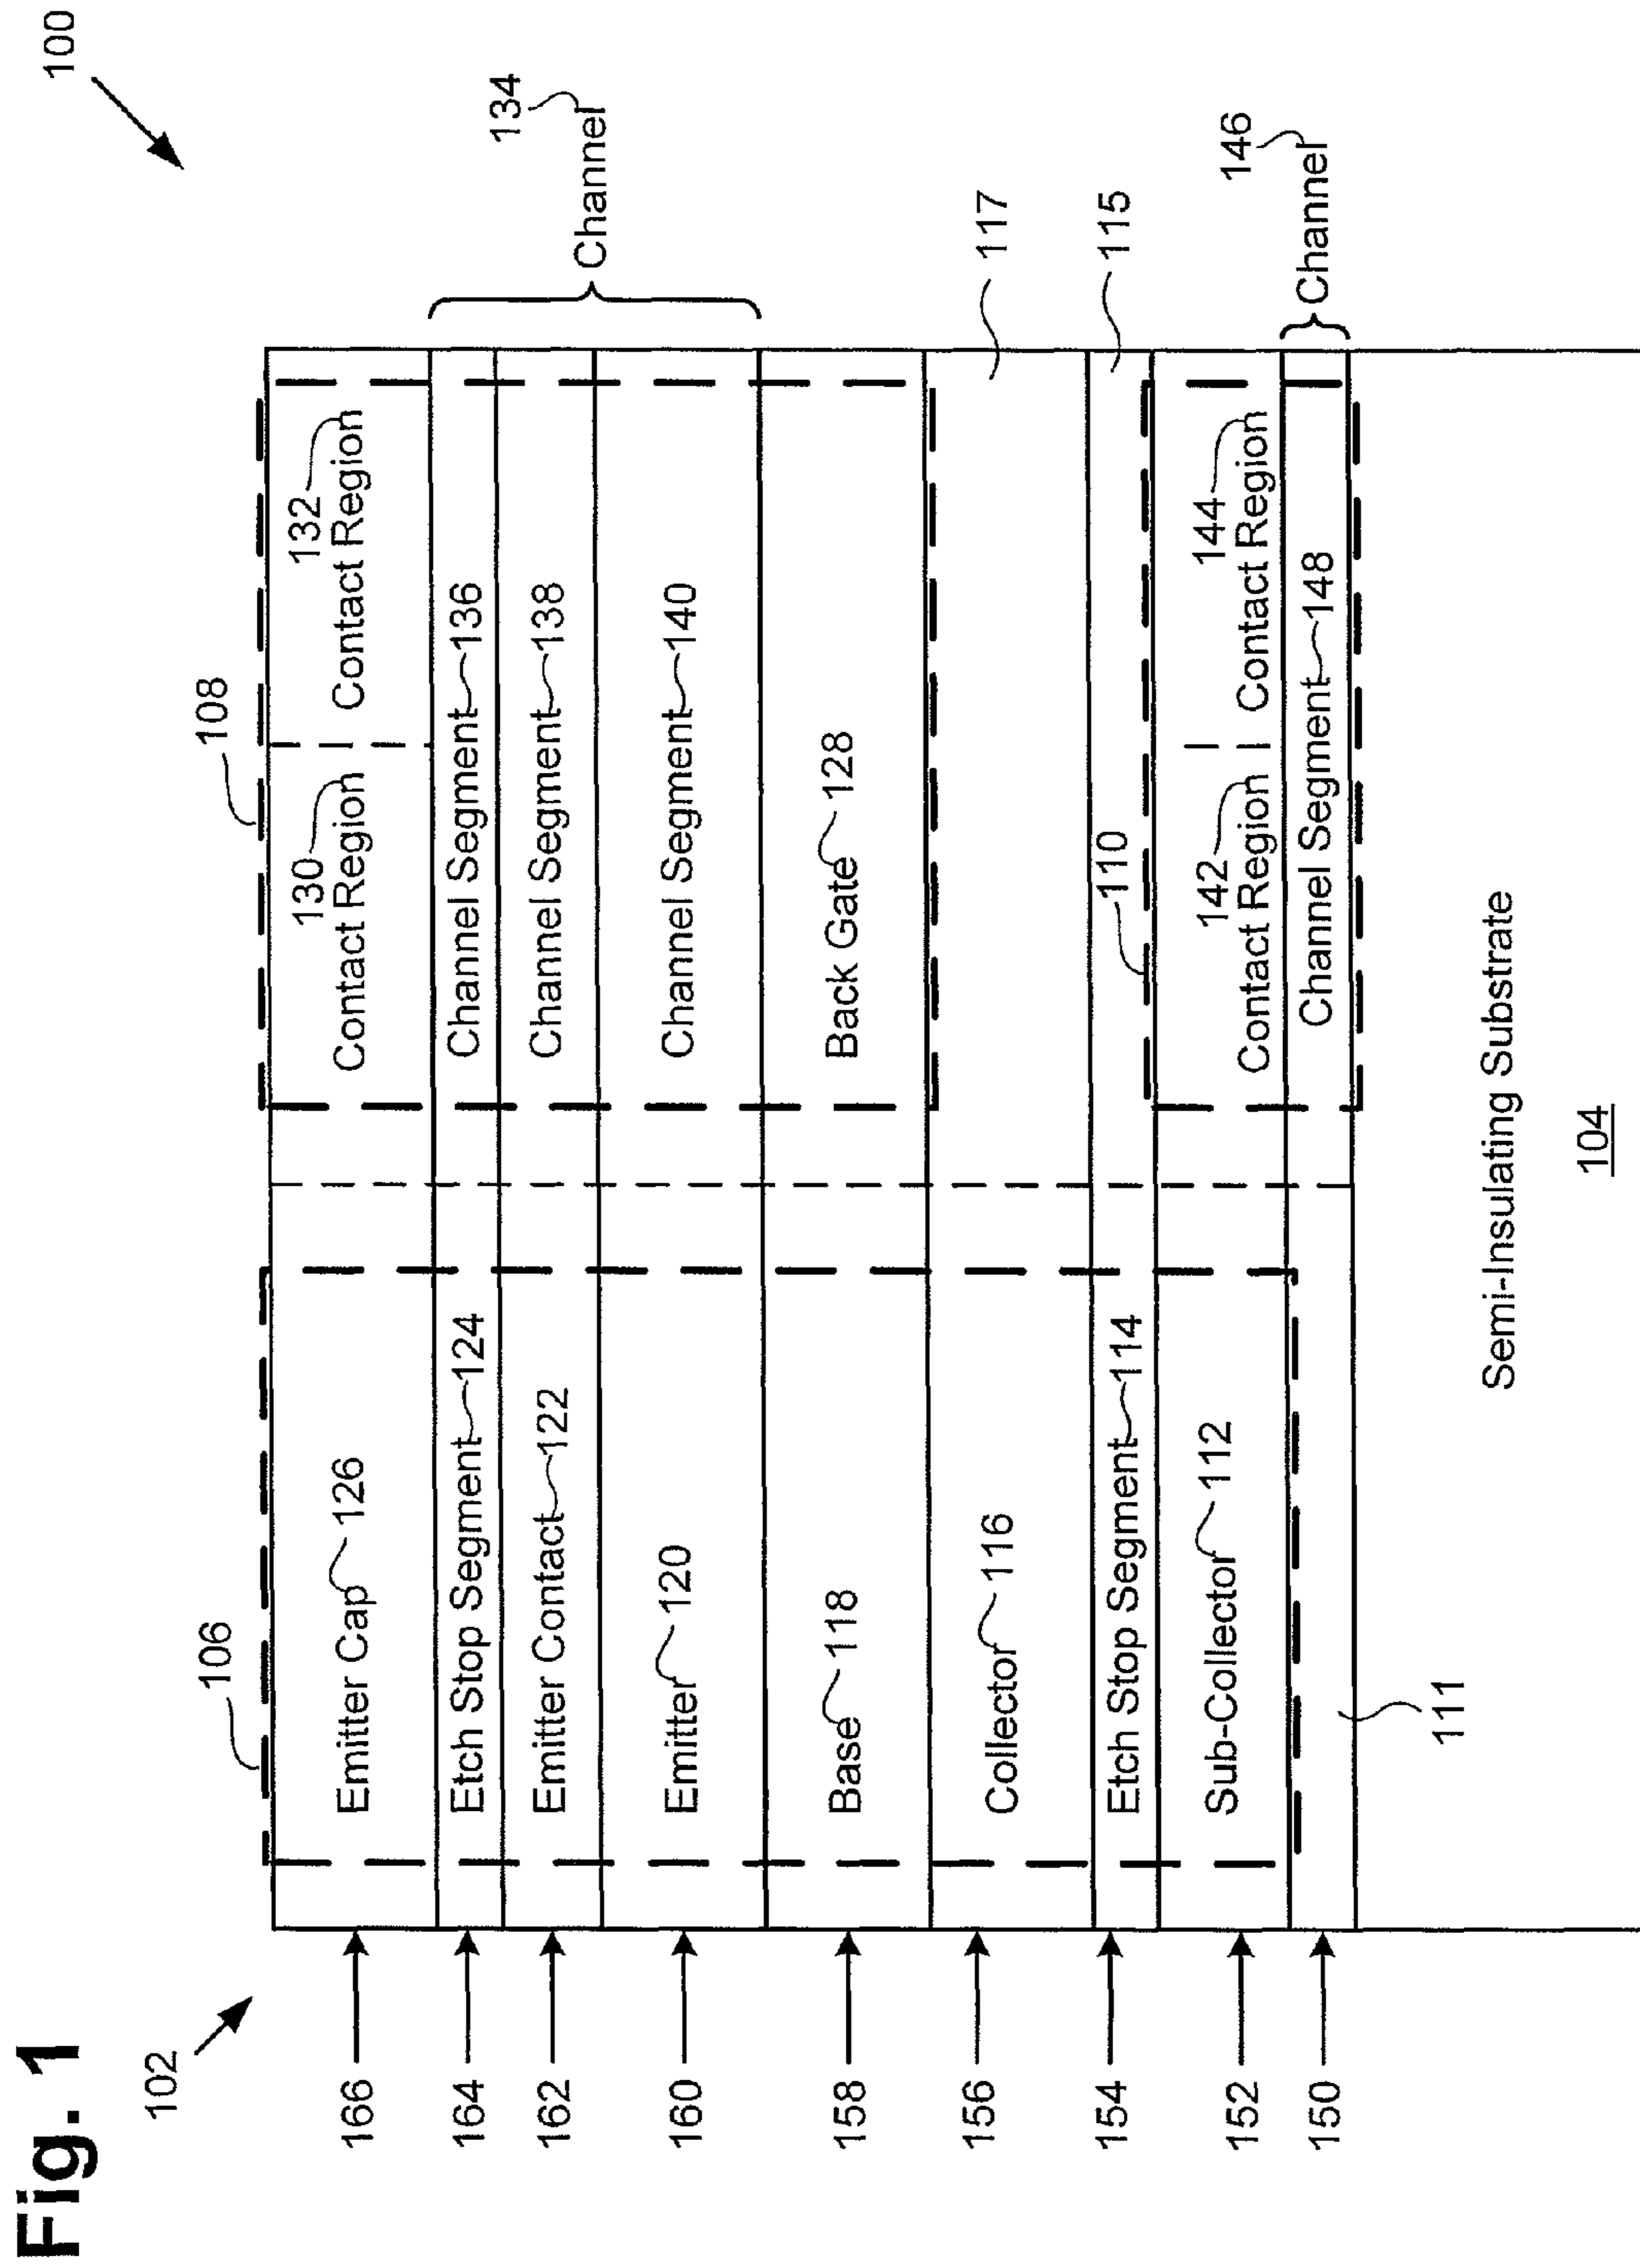 Fig. 1
100
102
106
108
166
Emitter Cap 126
130
Contact Region
132
Contact Region
164
Etch Stop Segment 124
Channel Segment 136
162
Emitter Contact 122
Channel Segment 138
134
Channel
160
Emitter 120
Channel Segment 140
158
Base 118
Back Gate 128
156
Collector 116
117
154
Etch Stop Segment 114
110
115
152
Sub-Collector 112
142
Contact Region
144
Contact Region
150
111
Channel Segment 148
146
Channel
Semi-Insulating Substrate
104